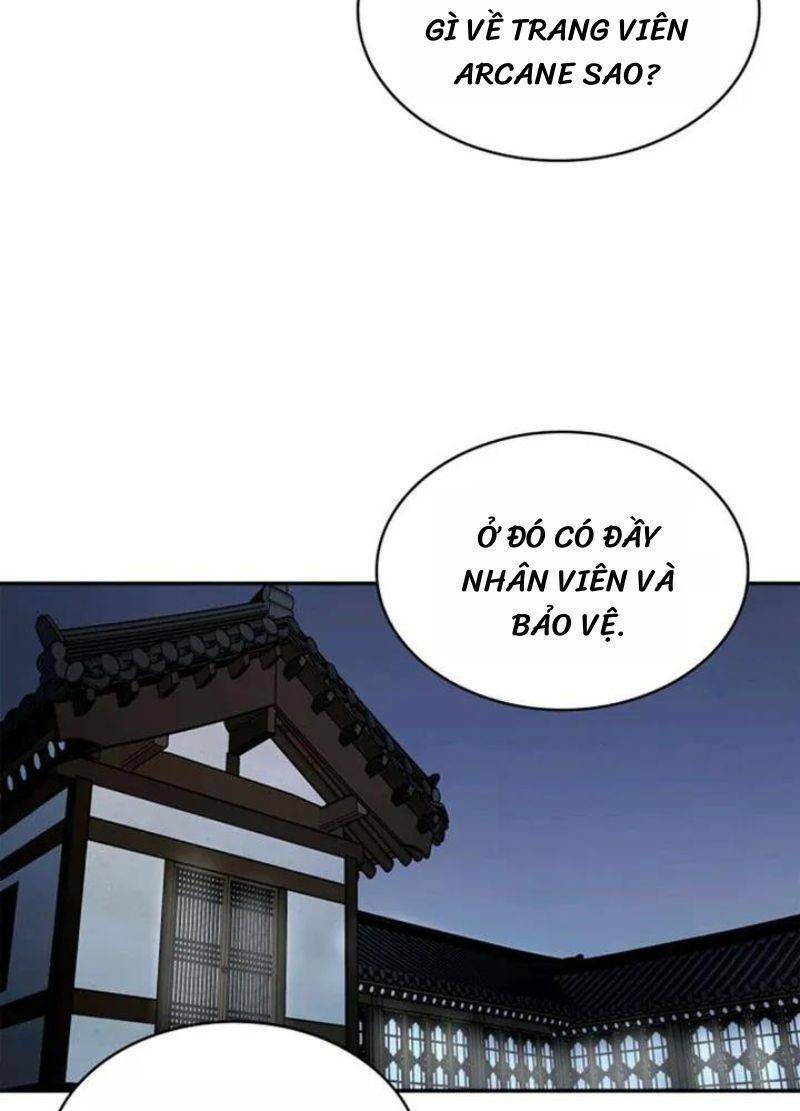 GÌ VỀ TRANG VIÊN
ARCANE SAO?
Ở ĐÓ CÓ ĐẦY
NHÂN VIÊN VÀ
BẢO VỆ.